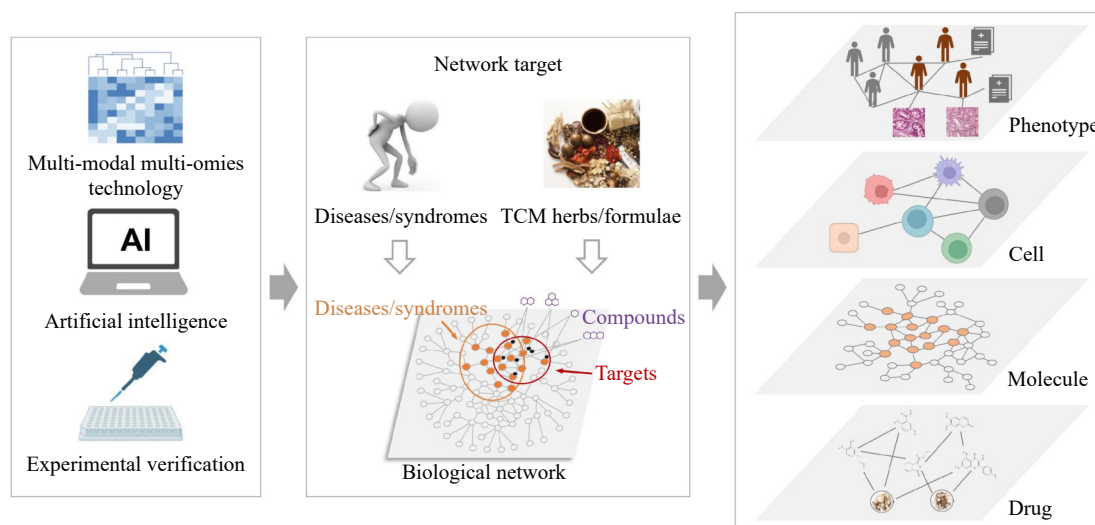 Multi-modal multi-omies
technology
AI
Artificial intelligence
Experimental verification
Network target
Diseases/syndromes
TCM herbs/formulae
Diseases/syndromes
Compounds
Targets
Biological network
Phenotype
Cell
Molecule
Drug